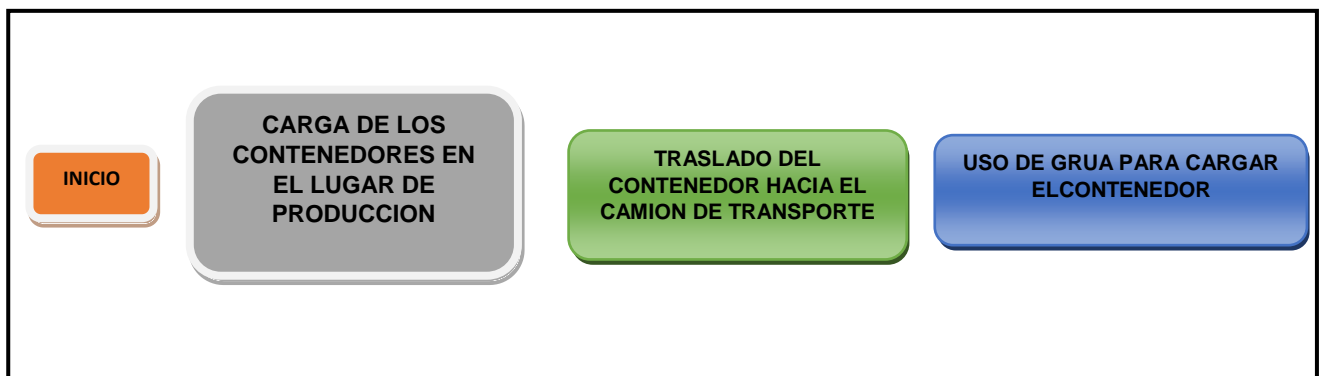 INICIO
CARGA DE LOS
CONTENEDORES EN
EL LUGAR DE
PRODUCCION
TRASLADO DEL
CONTENEDOR HACIA EL
CAMION DE TRANSPORTE
USO DE GRUA PARA CARGAR
ELCONTENEDOR